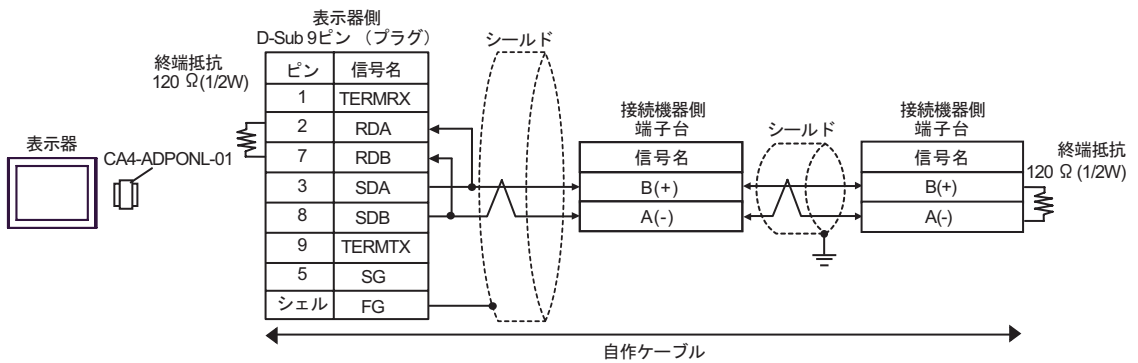 表示器
CA4-ADPONL-01
終端抵抗
120 Ω(1/2W)
表示器側
D-Sub 9ピン （プラグ）
ピン 信号名
1 TERMRX
2 RDA
7 RDB
3 SDA
8 SDB
9 TERMTX
5 SG
シェル FG
シールド
接続機器側
端子台
信号名
B(+)
A(-)
シールド
接続機器側
端子台
信号名
B(+)
A(-)
終端抵抗
120 Ω (1/2W)
自作ケーブル